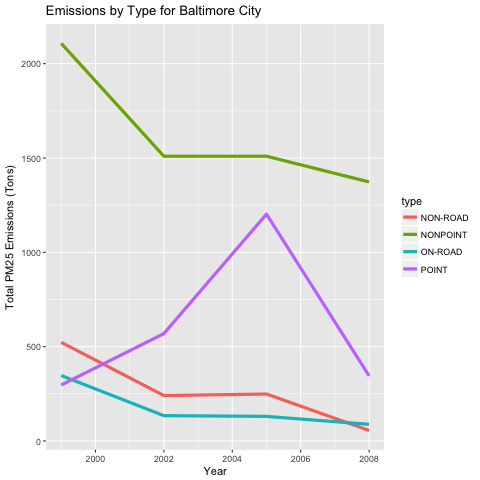 Emissions by Type for Baltimore City
Total PM25 Emissions (Tons)
2000
1500
1000
500
0
2000
2002
2004
2006
2008
Year
type
NON-ROAD
NONPOINT
ON-ROAD
POINT